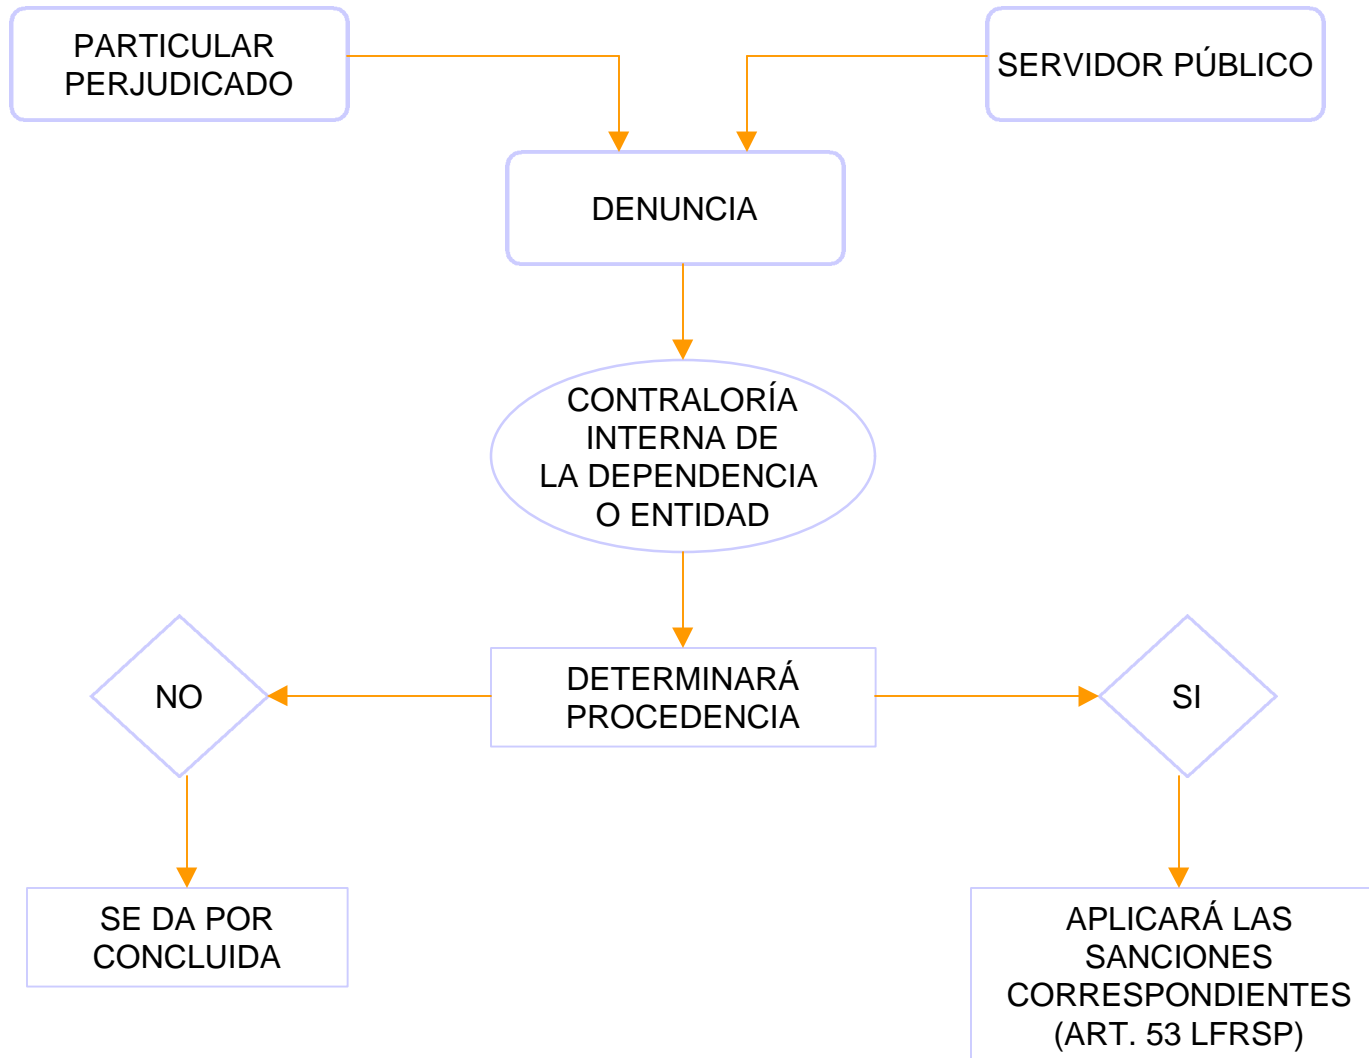 PARTICULAR
PERJUDICADO
SERVIDOR PÚBLICO
DENUNCIA
CONTRALORÍA
INTERNA DE
LA DEPENDENCIA
O ENTIDAD
NO
DETERMINARÁ
PROCEDENCIA
SI
SE DA POR
CONCLUIDA
APLICARÁ LAS
SANCIONES
CORRESPONDIENTES
(ART. 53 LFRSP)